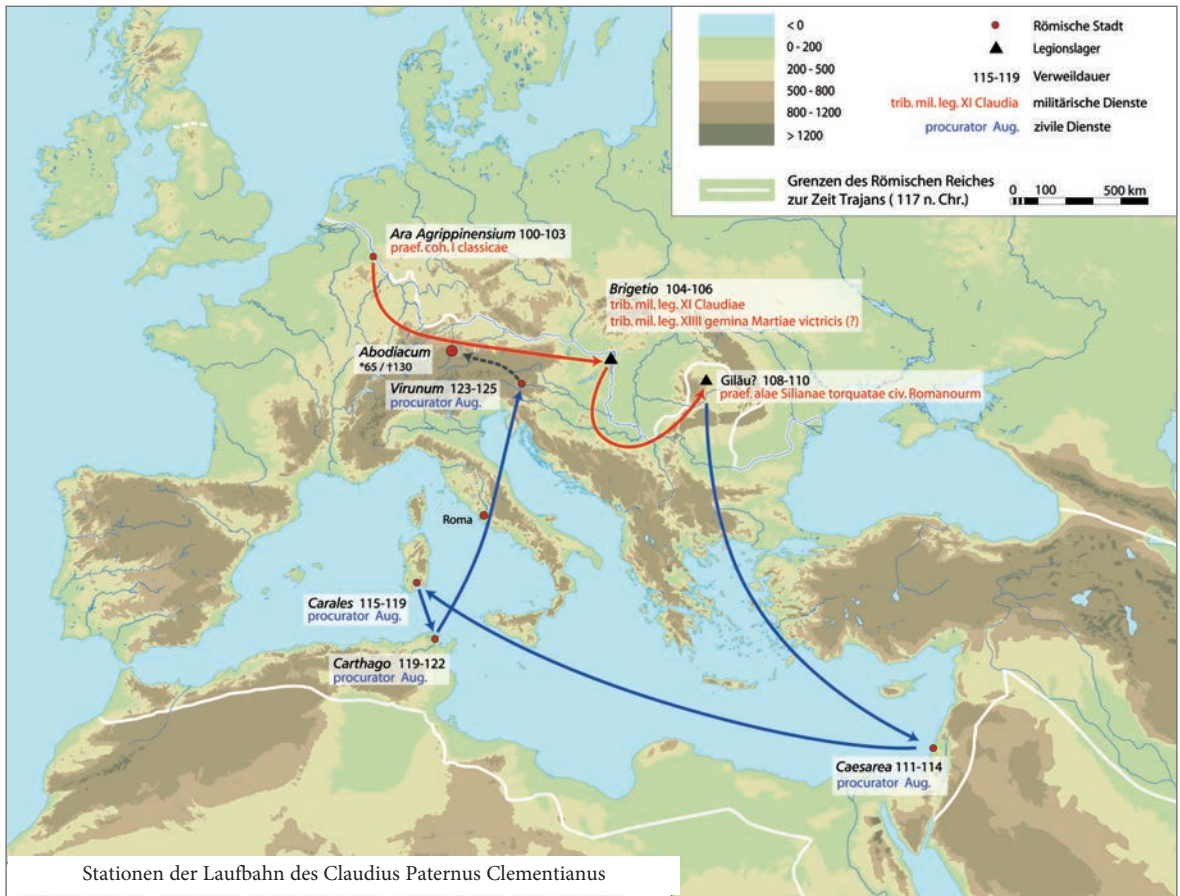 < 0
0 - 200
200 - 500
500 - 800
800 - 1200
> 1200
Römische Stadt
Legionslager
115-119 Verweildauer
trib. mil. leg. XI Claudia militärische Dienste
procurator Aug. zivile Dienste
Grenzen des Römischen Reiches
zur Zeit Trajans ( 117 n. Chr.)
0 100 500 km
Ara Agrippinensium 100-103
praef. coh. I classicae
Brigetio 104-106
trib. mil. leg. XI Claudiae
trib. mil. leg. XIIII gemina Martiae victricis (?)
Abodiacum
*65 / †130
Virunum 123-125
procurator Aug.
Gilău? 108-110
praef. alae Silianae torquatae civ. Romanourm
Roma
Carales 115-119
procurator Aug.
Carthago 119-122
procurator Aug.
Caesarea 111-114
procurator Aug.
Stationen der Laufbahn des Claudius Paternus Clementianus